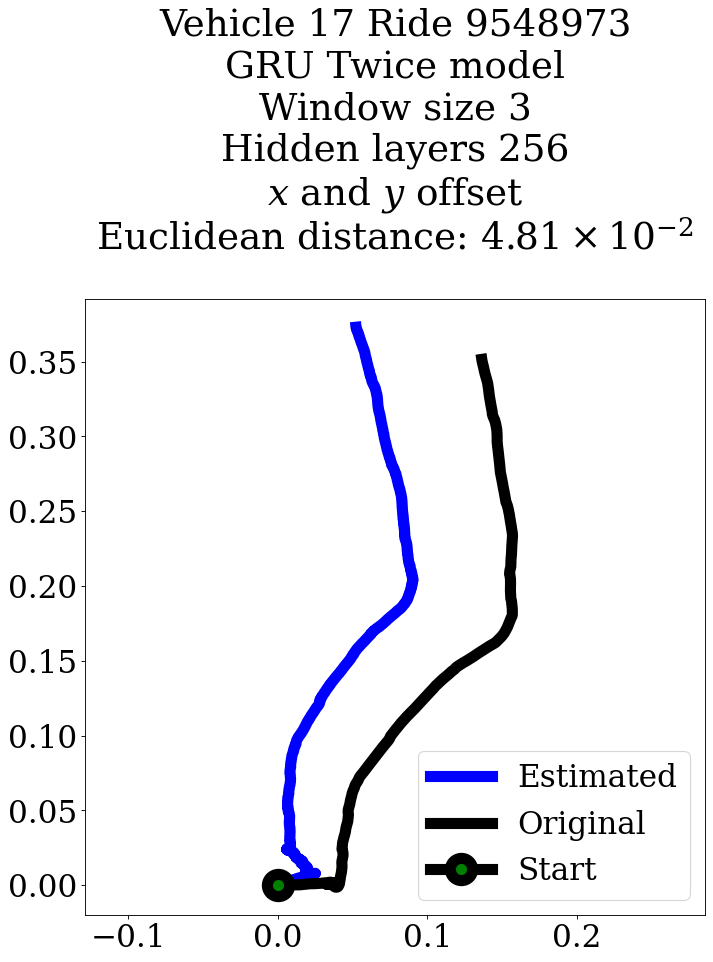 Vehicle 17 Ride 9548973
GRU Twice model
Window size 3
Hidden layers 256
x and y offset
Euclidean distance: 4.81 × 10⁻²
0.35
0.30
0.25
0.20
0.15
0.10
0.05
0.00
Estimated
Original
Start
−0.1 0.0 0.1 0.2